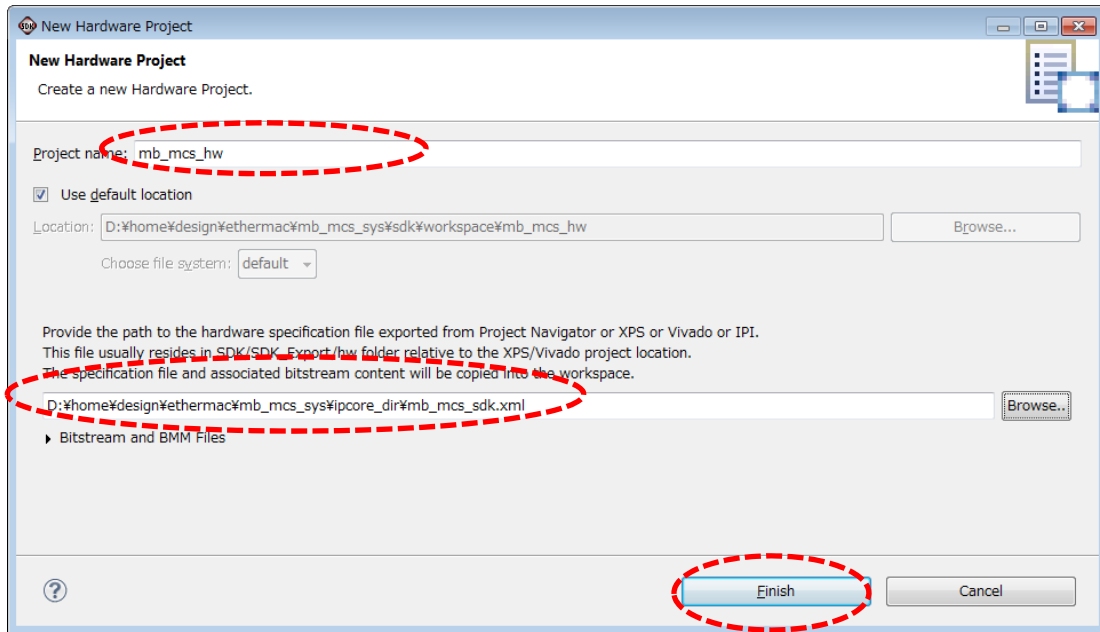 SDK New Hardware Project
New Hardware Project
Create a new Hardware Project.
Project name: mb_mcs_hw
Use default location
Location: D:¥home¥design¥ethermac¥mb_mcs_sys¥sdk¥workspace¥mb_mcs_hw Browse...
Choose file system: default
Provide the path to the hardware specification file exported from Project Navigator or XPS or Vivado or IPI.
This file usually resides in SDK/SDK_Export/hw folder relative to the XPS/Vivado project location.
The specification file and associated bitstream content will be copied into the workspace.
D:¥home¥design¥ethermac¥mb_mcs_sys¥ipcore_dir¥mb_mcs_sdk.xml Browse..
Bitstream and BMM Files
? Finish Cancel